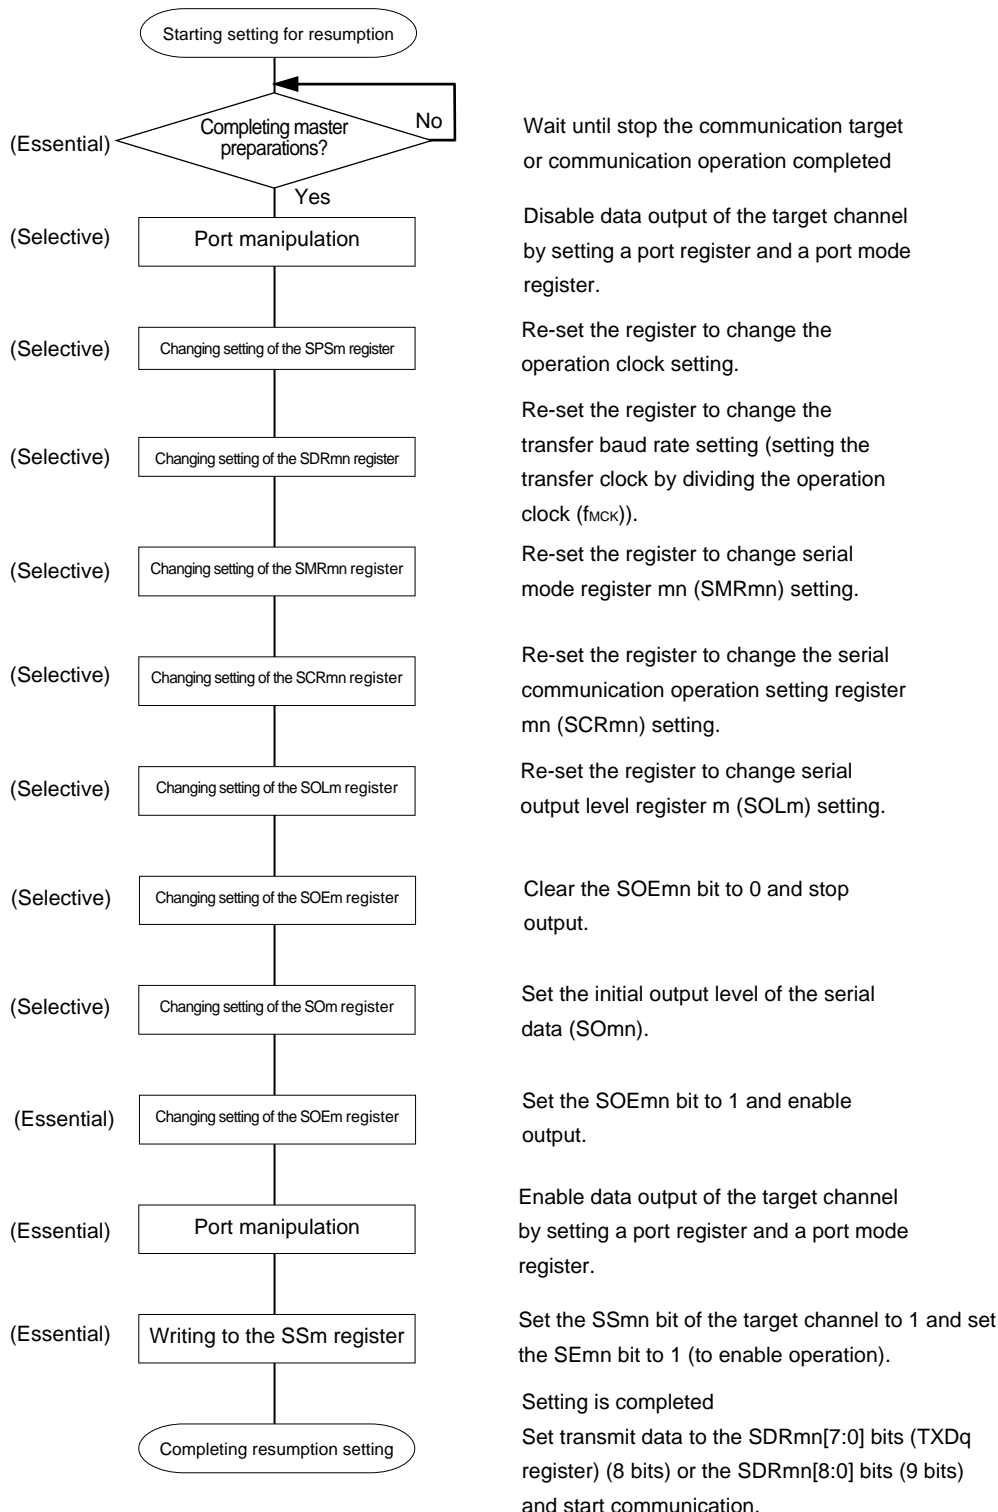 Starting setting for resumption
No
(Essential)
Completing master
preparations?
Wait until stop the communication target
or communication operation completed
Yes
(Selective)
Port manipulation
Disable data output of the target channel
by setting a port register and a port mode
register.
(Selective)
Changing setting of the SPSm register
Re-set the register to change the
operation clock setting.
(Selective)
Changing setting of the SDRmn register
Re-set the register to change the
transfer baud rate setting (setting the
transfer clock by dividing the operation
clock (fMCK)).
(Selective)
Changing setting of the SMRmn register
Re-set the register to change serial
mode register mn (SMRmn) setting.
(Selective)
Changing setting of the SCRmn register
Re-set the register to change the serial
communication operation setting register
mn (SCRmn) setting.
(Selective)
Changing setting of the SOLm register
Re-set the register to change serial
output level register m (SOLm) setting.
(Selective)
Changing setting of the SOEm register
Clear the SOEmn bit to 0 and stop
output.
(Selective)
Changing setting of the SOm register
Set the initial output level of the serial
data (SOmn).
(Essential)
Changing setting of the SOEm register
Set the SOEmn bit to 1 and enable
output.
(Essential)
Port manipulation
Enable data output of the target channel
by setting a port register and a port mode
register.
(Essential)
Writing to the SSm register
Set the SSmn bit of the target channel to 1 and set
the SEmn bit to 1 (to enable operation).
Completing resumption setting
Setting is completed
Set transmit data to the SDRmn[7:0] bits (TXDq
register) (8 bits) or the SDRmn[8:0] bits (9 bits)
and start communication.